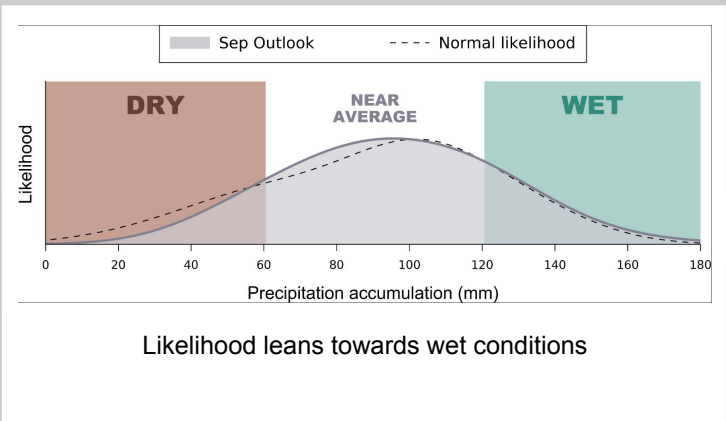 Sep Outlook
Normal likelihood
DRY
NEAR
AVERAGE
WET
Likelihood
0 20 40 60 80 100 120 140 160 180
Precipitation accumulation (mm)
Likelihood leans towards wet conditions